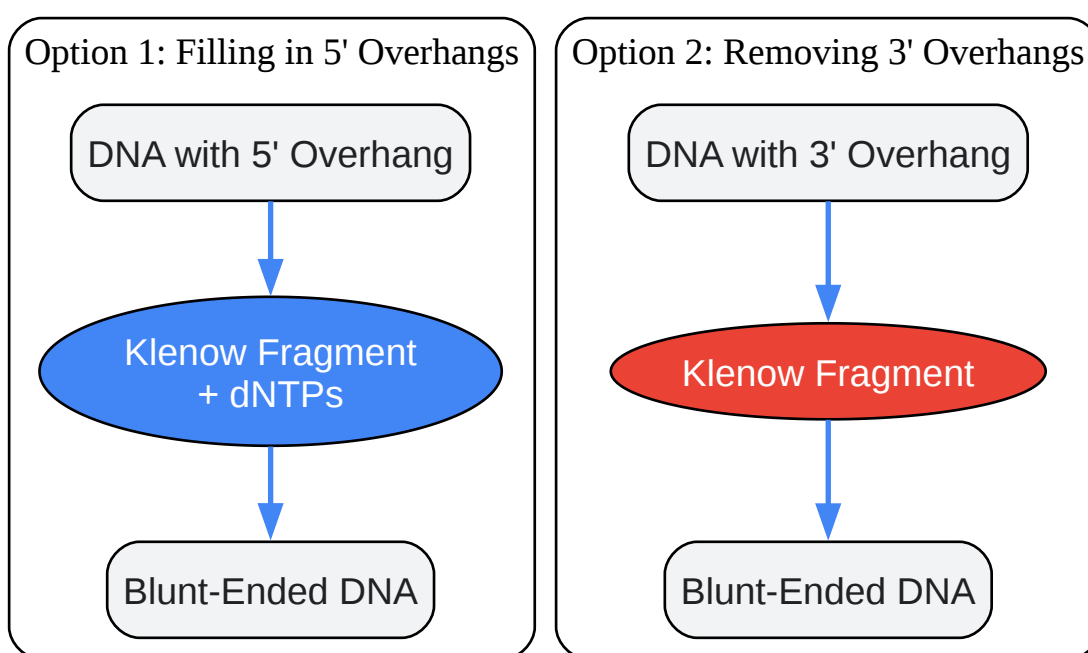 Option 1: Filling in 5' Overhangs
DNA with 5' Overhang
Klenow Fragment
+ dNTPs
Blunt-Ended DNA
Option 2: Removing 3' Overhangs
DNA with 3' Overhang
Klenow Fragment
Blunt-Ended DNA